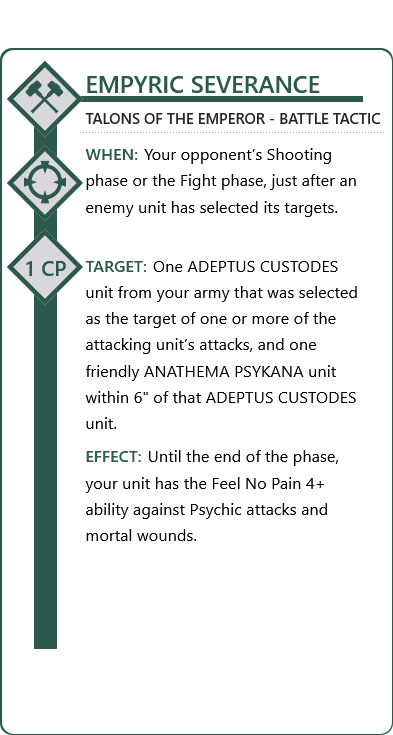 EMPYRIC SEVERANCE
TALONS OF THE EMPEROR - BATTLE TACTIC
WHEN: Your opponent’s Shooting
phase or the Fight phase, just after an
enemy unit has selected its targets.
1 CP
TARGET: One ADEPTUS CUSTODES
unit from your army that was selected
as the target of one or more of the
attacking unit’s attacks, and one
friendly ANATHEMA PSYKANA unit
within 6" of that ADEPTUS CUSTODES
unit.
EFFECT: Until the end of the phase,
your unit has the Feel No Pain 4+
ability against Psychic attacks and
mortal wounds.